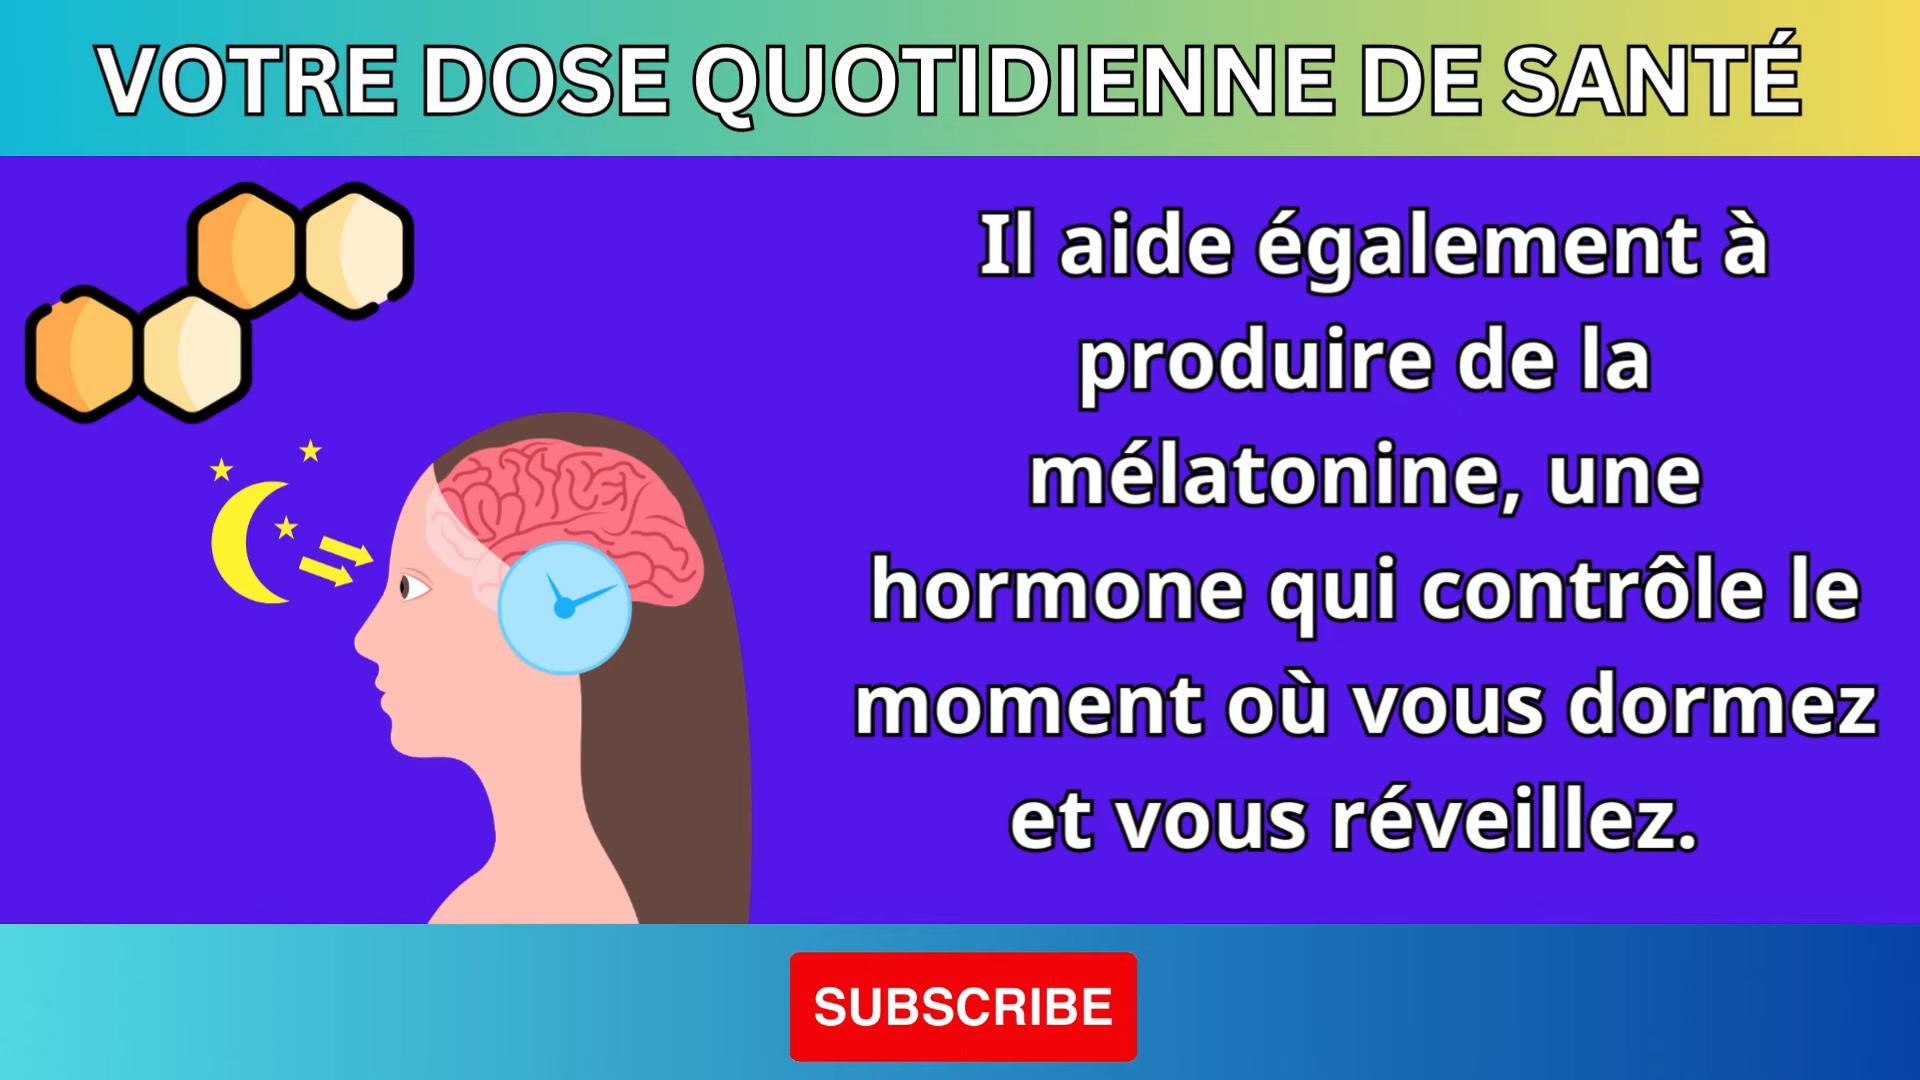 VOTRE DOSE QUOTIDIENNE DE SANTÉ
Il aide également à
produire de la
mélatonine, une
hormone qui contrôle le
moment où vous dormez
et vous réveillez.
SUBSCRIBE